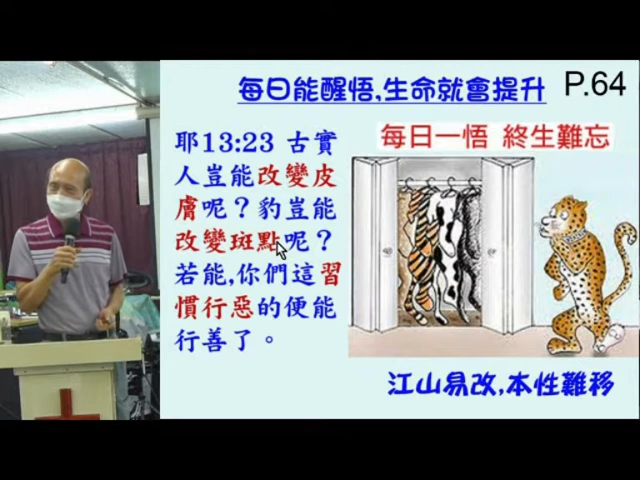 每日能醒悟,生命就會提升 P.64
每日一悟 終生難忘
耶13:23 古實
人豈能改變皮
膚呢？豹豈能
改變斑點呢？
若能,你們這習
慣行惡的便能
行善了。
江山易改,本性難移